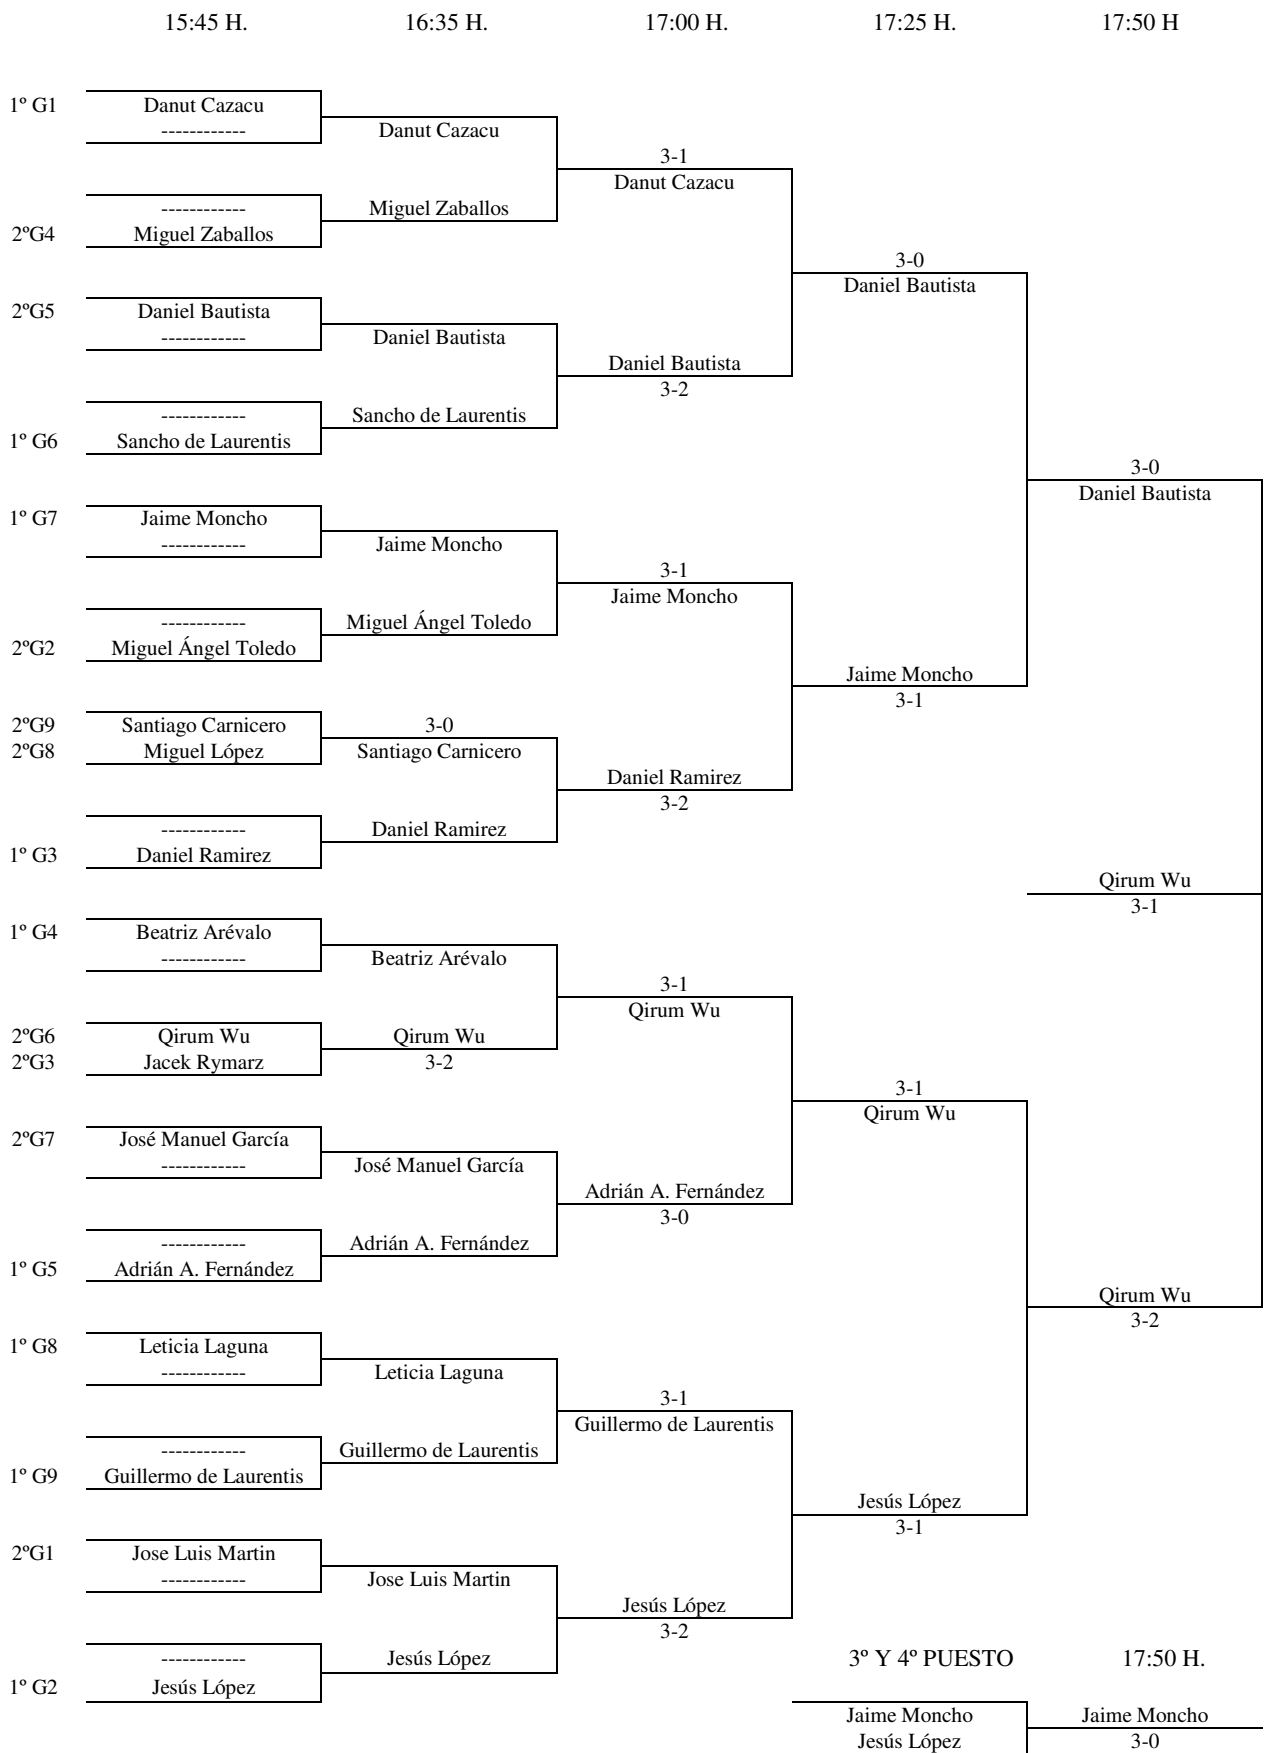 15:45 H. 16:35 H. 17:00 H. 17:25 H. 17:50 H
1º G1 Danut Cazacu
------------ Danut Cazacu
3-1
Danut Cazacu
------------ Miguel Zaballos
2ºG4 Miguel Zaballos
3-0
Daniel Bautista
2ºG5 Daniel Bautista
------------ Daniel Bautista
Daniel Bautista
3-2
------------ Sancho de Laurentis
1º G6 Sancho de Laurentis
3-0
Daniel Bautista
1º G7 Jaime Moncho
------------ Jaime Moncho
3-1
Jaime Moncho
------------ Miguel Ángel Toledo
2ºG2 Miguel Ángel Toledo
Jaime Moncho
3-1
2ºG9 Santiago Carnicero 3-0
2ºG8 Miguel López Santiago Carnicero
Daniel Ramirez
3-2
------------ Daniel Ramirez
1º G3 Daniel Ramirez
Qirum Wu
3-1
1º G4 Beatriz Arévalo
------------ Beatriz Arévalo
3-1
Qirum Wu
2ºG6 Qirum Wu Qirum Wu
2ºG3 Jacek Rymarz 3-2
3-1
Qirum Wu
2ºG7 José Manuel García
------------ José Manuel García
Adrián A. Fernández
3-0
------------ Adrián A. Fernández
1º G5 Adrián A. Fernández
Qirum Wu
3-2
1º G8 Leticia Laguna
------------ Leticia Laguna
3-1
Guillermo de Laurentis
------------ Guillermo de Laurentis
1º G9 Guillermo de Laurentis
Jesús López
3-1
2ºG1 Jose Luis Martin
------------ Jose Luis Martin
Jesús López
3-2
------------ Jesús López 3º Y 4º PUESTO 17:50 H.
1º G2 Jesús López
Jaime Moncho Jaime Moncho
Jesús López 3-0